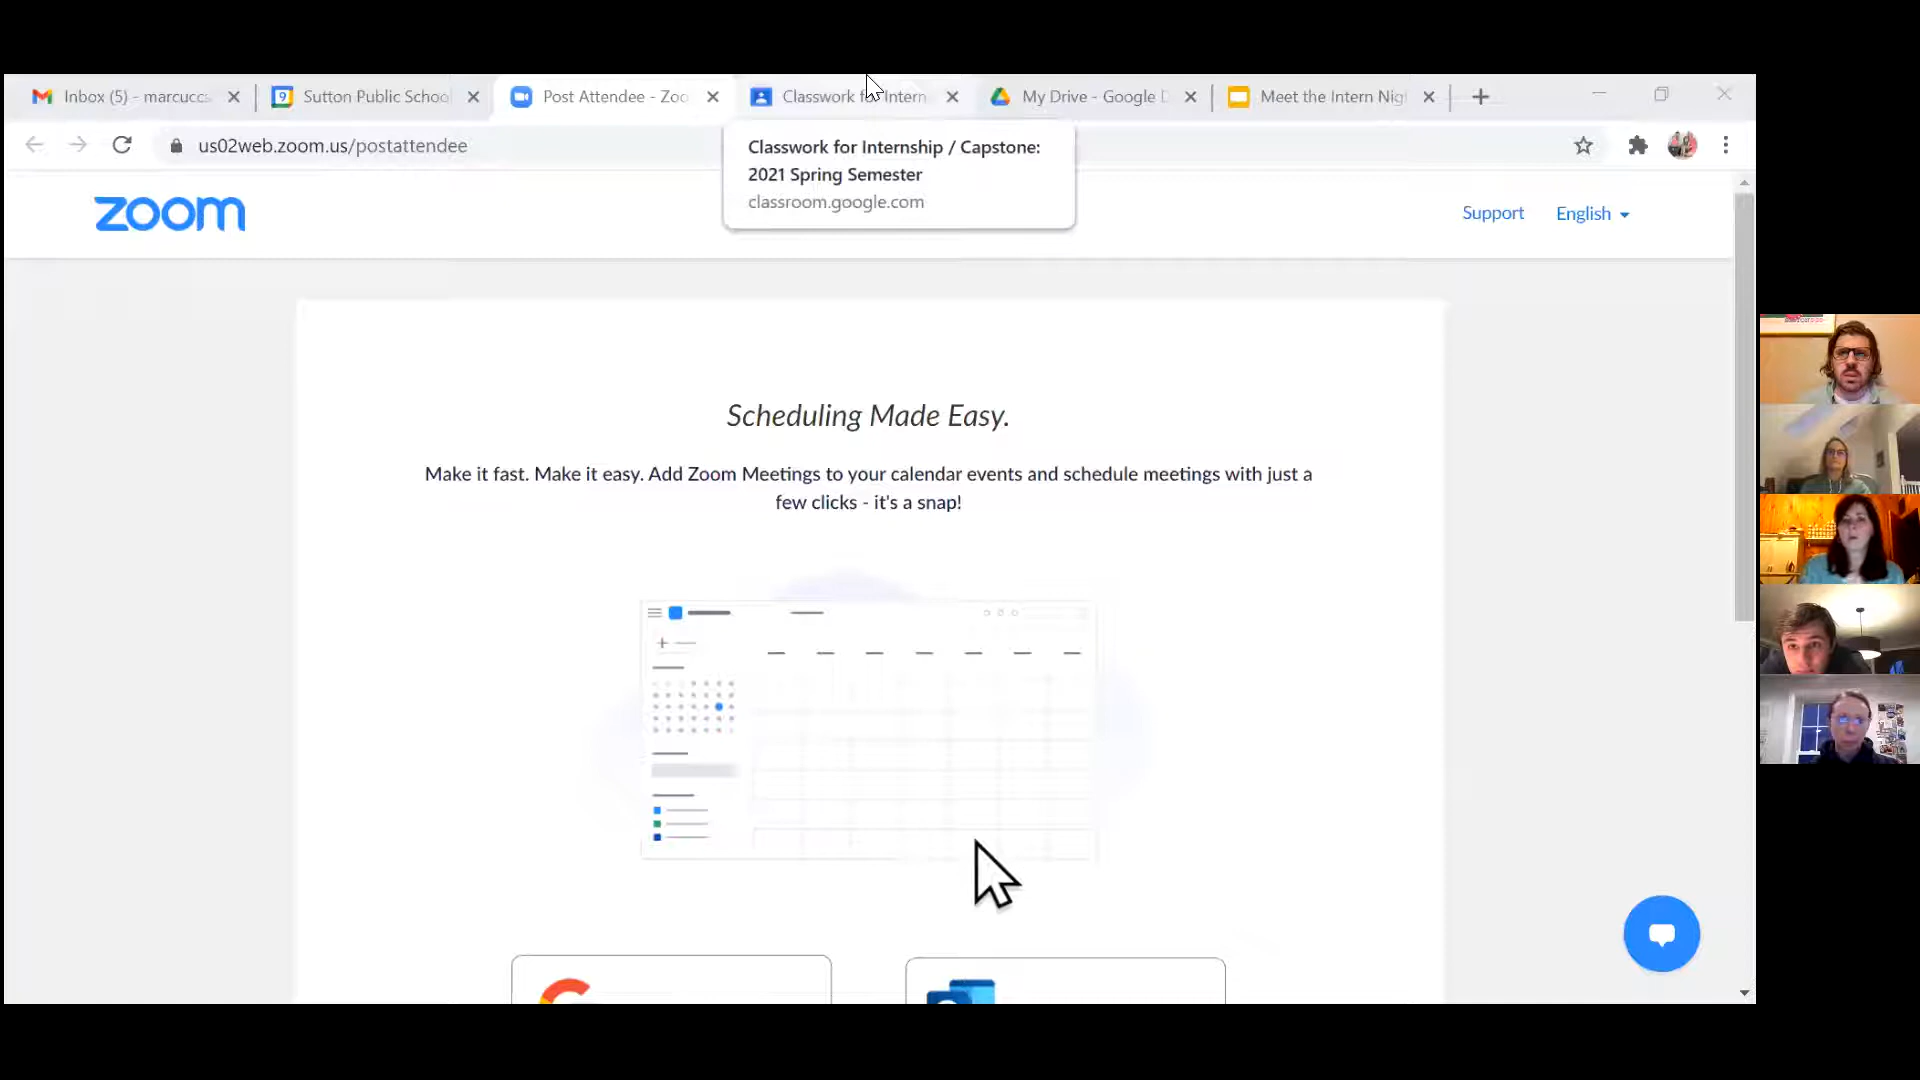 Inbox (5) - marcuccs
Sutton Public School
Post Attendee - Zoo
Classwork for Intern
My Drive - Google D
Meet the Intern Nig
us02web.zoom.us/postattendee
Classwork for Internship / Capstone:
2021 Spring Semester
classroom.google.com
zoom
Support
English
Scheduling Made Easy.
Make it fast. Make it easy. Add Zoom Meetings to your calendar events and schedule meetings with just a
few clicks - it's a snap!